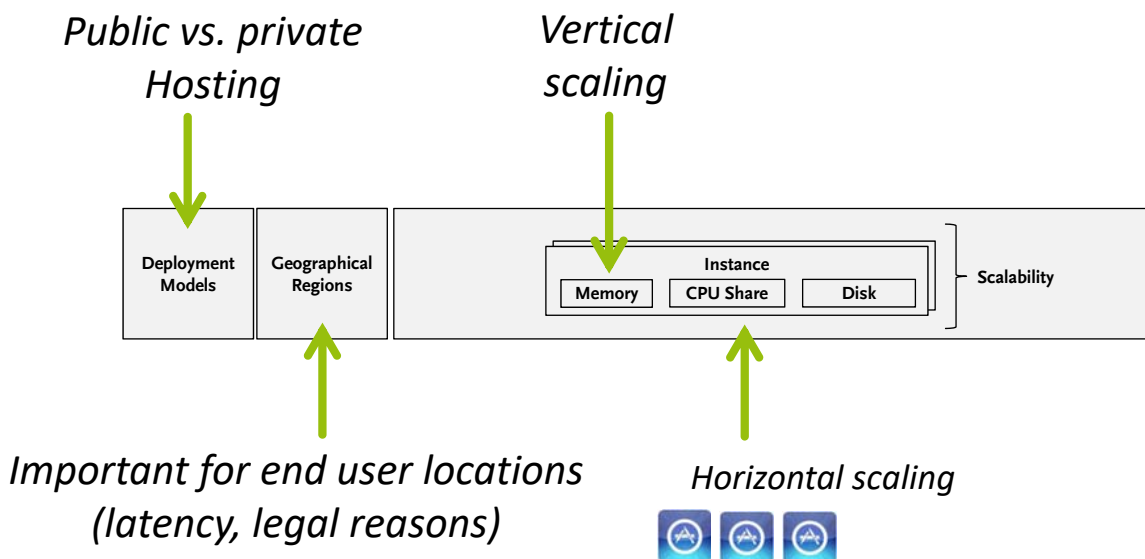 Public vs. private
Hosting
Vertical
scaling
Deployment
Models
Geographical
Regions
Instance
Memory
CPU Share
Disk
Scalability
Important for end user locations
(latency, legal reasons)
Horizontal scaling